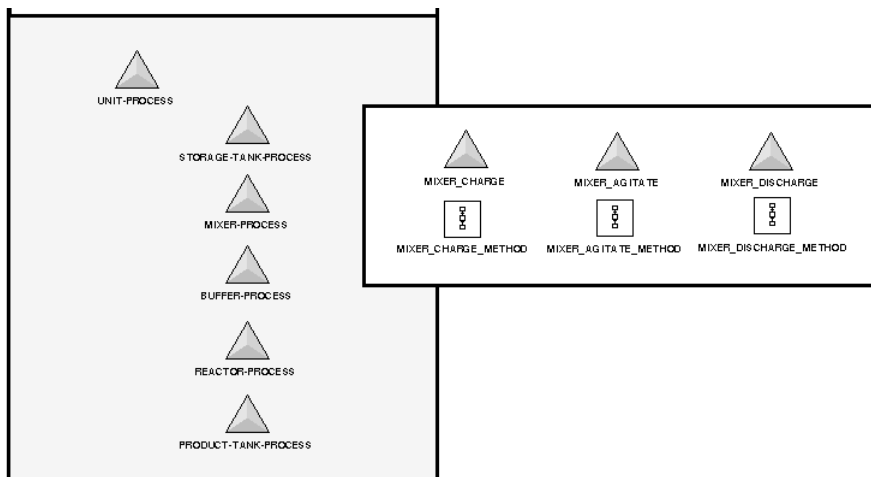 UNIT-PROCESS
STORAGE-TANK-PROCESS
MIXER-PROCESS
BUFFER-PROCESS
REACTOR-PROCESS
PRODUCT-TANK-PROCESS
MIXER_CHARGE
MIXER_AGITATE
MIXER_DISCHARGE
MIXER_CHARGE_METHOD
MIXER_AGITATE_METHOD
MIXER_DISCHARGE_METHOD